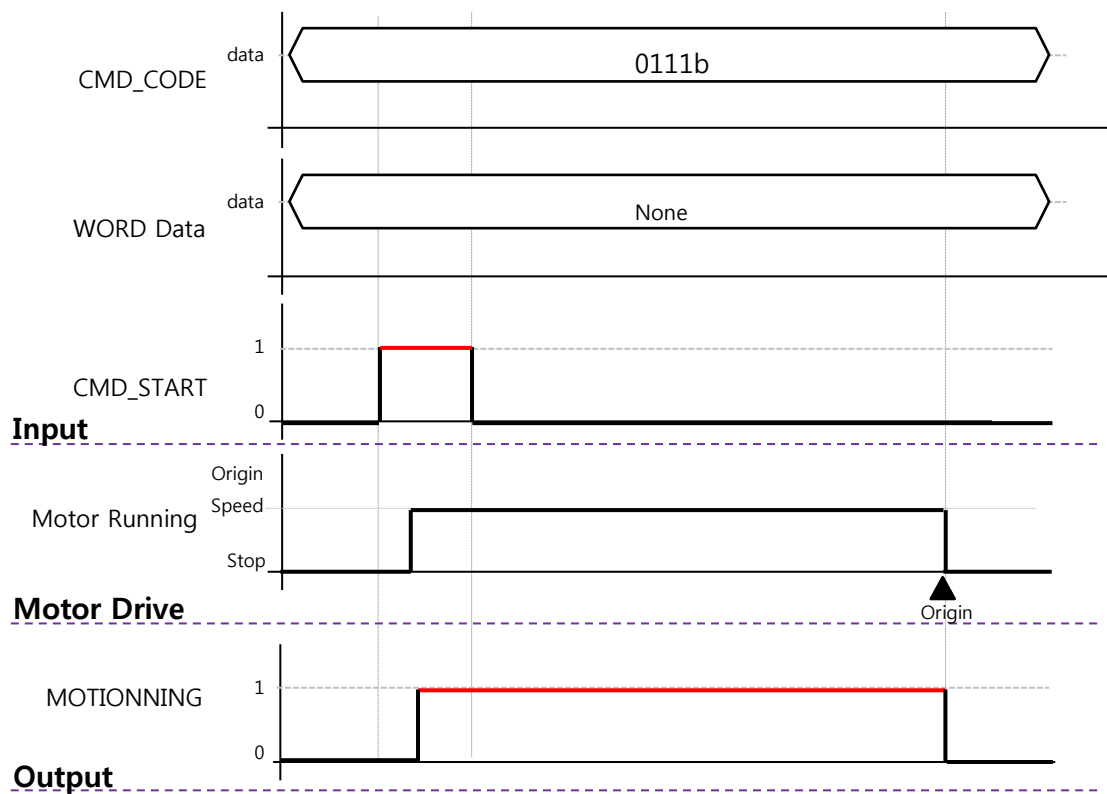 data
0111b
CMD_CODE
data
None
WORD Data
1
CMD_START
0
Input
Origin
Speed
Motor Running
Stop
Motor Drive
Origin
1
MOTIONNING
0
Output